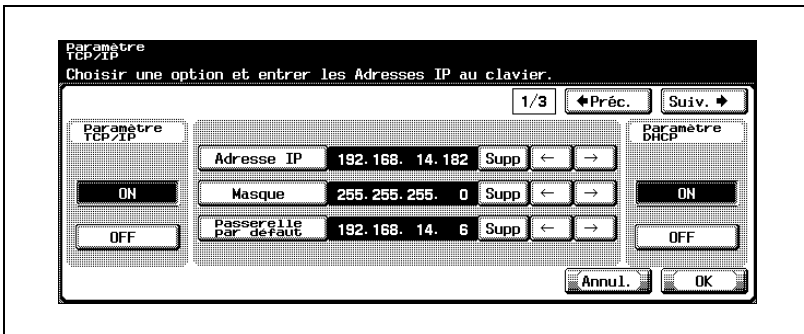 Paramètre
TCP/IP
Choisir une option et entrer les Adresses IP au clavier.
1/3 ←Préc. Suiv. →
Paramètre
TCP/IP
Paramètre
DHCP
Adresse IP 192.168. 14.182 Supp ← →
ON Masque 255.255.255. 0 Supp ← → ON
OFF Passerelle
par défaut 192.168. 14. 6 Supp ← → OFF
Annul. OK